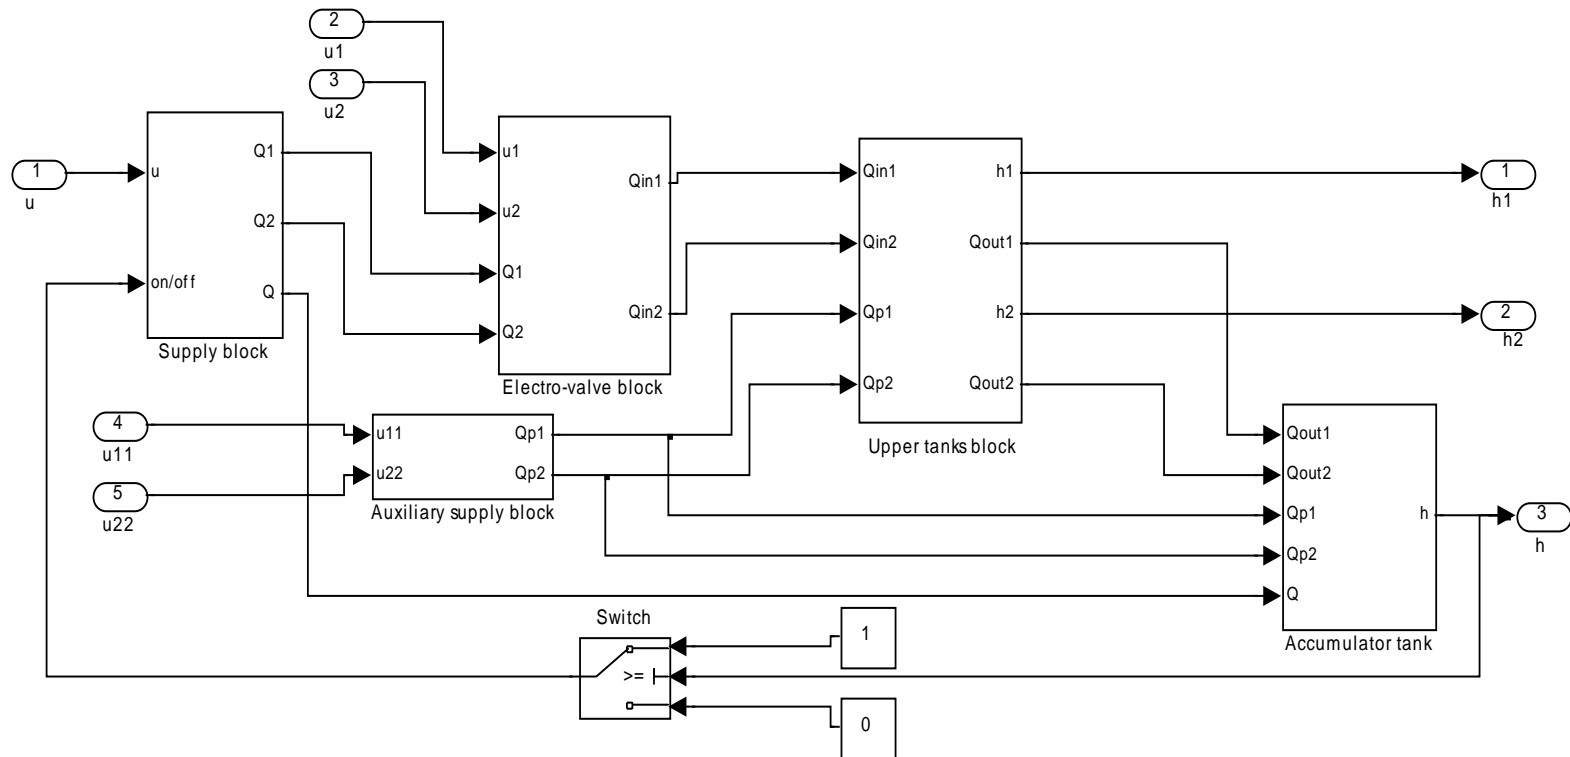 2
u1
3
u2
1
u
u
on/off
Q1
Q2
Q
Supply block
u1
u2
Q1
Q2
Qin1
Qin2
Electro-valve block
Qin1
Qin2
Qp1
Qp2
h1
Qout1
h2
Qout2
Upper tanks block
1
h1
2
h2
4
u11
5
u22
u11
u22
Qp1
Qp2
Auxiliary supply block
Qout1
Qout2
Qp1
Qp2
Q
h
Accumulator tank
3
h
Switch
>=
1
0